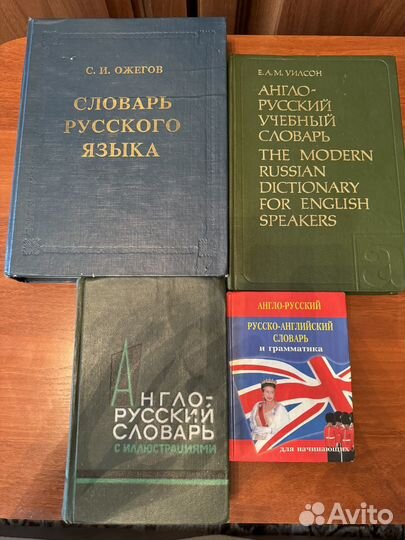 С. И. ОЖЕГОВ
СЛОВАРЬ
РУССКОГО
ЯЗЫКА
Е. А. М. УИЛСОН
АНГЛО-
РУССКИЙ
УЧЕБНЫЙ
СЛОВАРЬ
THE MODERN
RUSSIAN
DICTIONARY
FOR ENGLISH
SPEAKERS
АНГЛО-
РУССКИЙ
СЛОВАРЬ
С ИЛЛЮСТРАЦИЯМИ
АНГЛО-РУССКИЙ
РУССКО-АНГЛИЙСКИЙ
СЛОВАРЬ
и грамматика
для начинающих
Avito